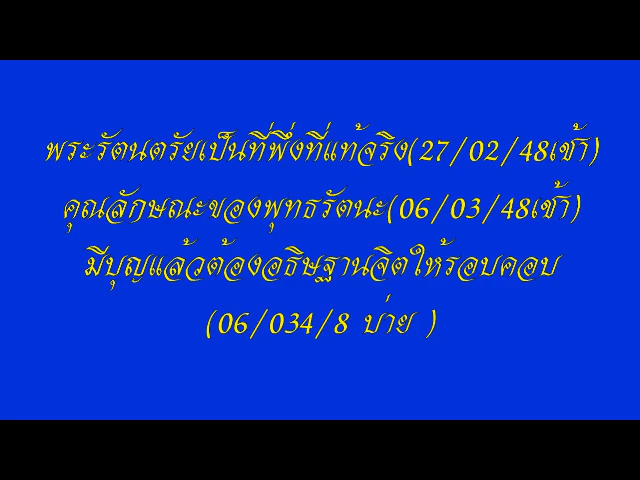 พระรัตนตรัยเป็นที่พึ่งที่แท้จริง(27/02/48เช้า)
คุณลักษณะของพุทธรัตนะ(06/03/48เช้า)
มีบุญแล้วต้องอธิษฐานจิตให้รอบคอบ
(06/034/8 บ่าย )